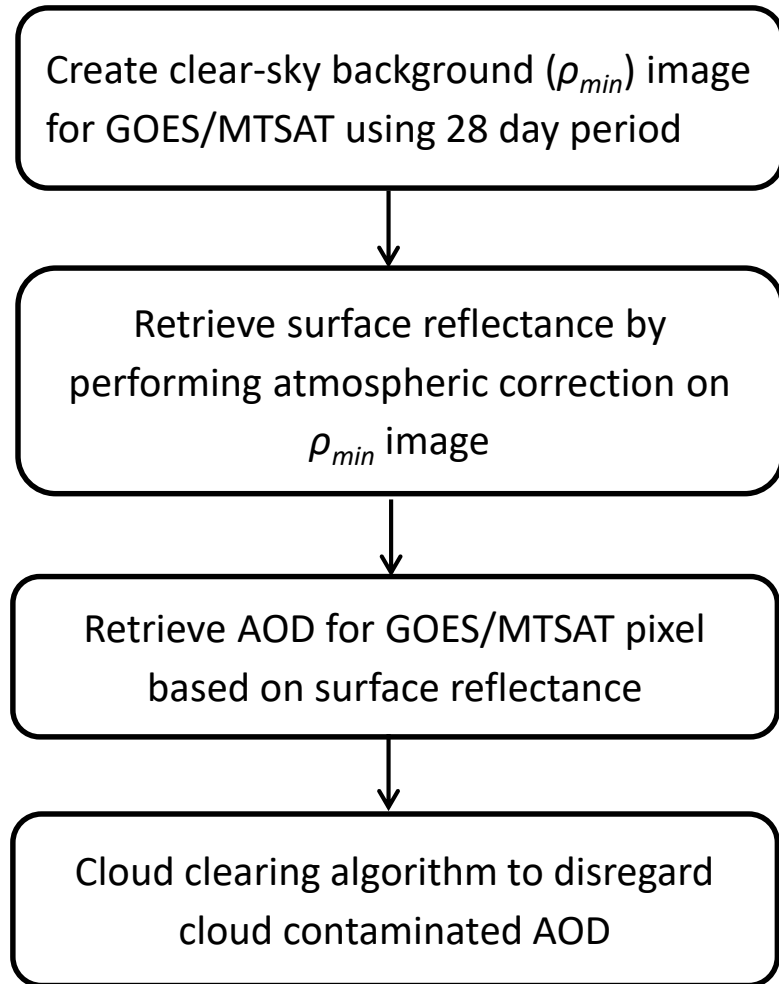 Create clear-sky background (ρmin) image
for GOES/MTSAT using 28 day period
Retrieve surface reflectance by
performing atmospheric correction on
ρmin image
Retrieve AOD for GOES/MTSAT pixel
based on surface reflectance
Cloud clearing algorithm to disregard
cloud contaminated AOD